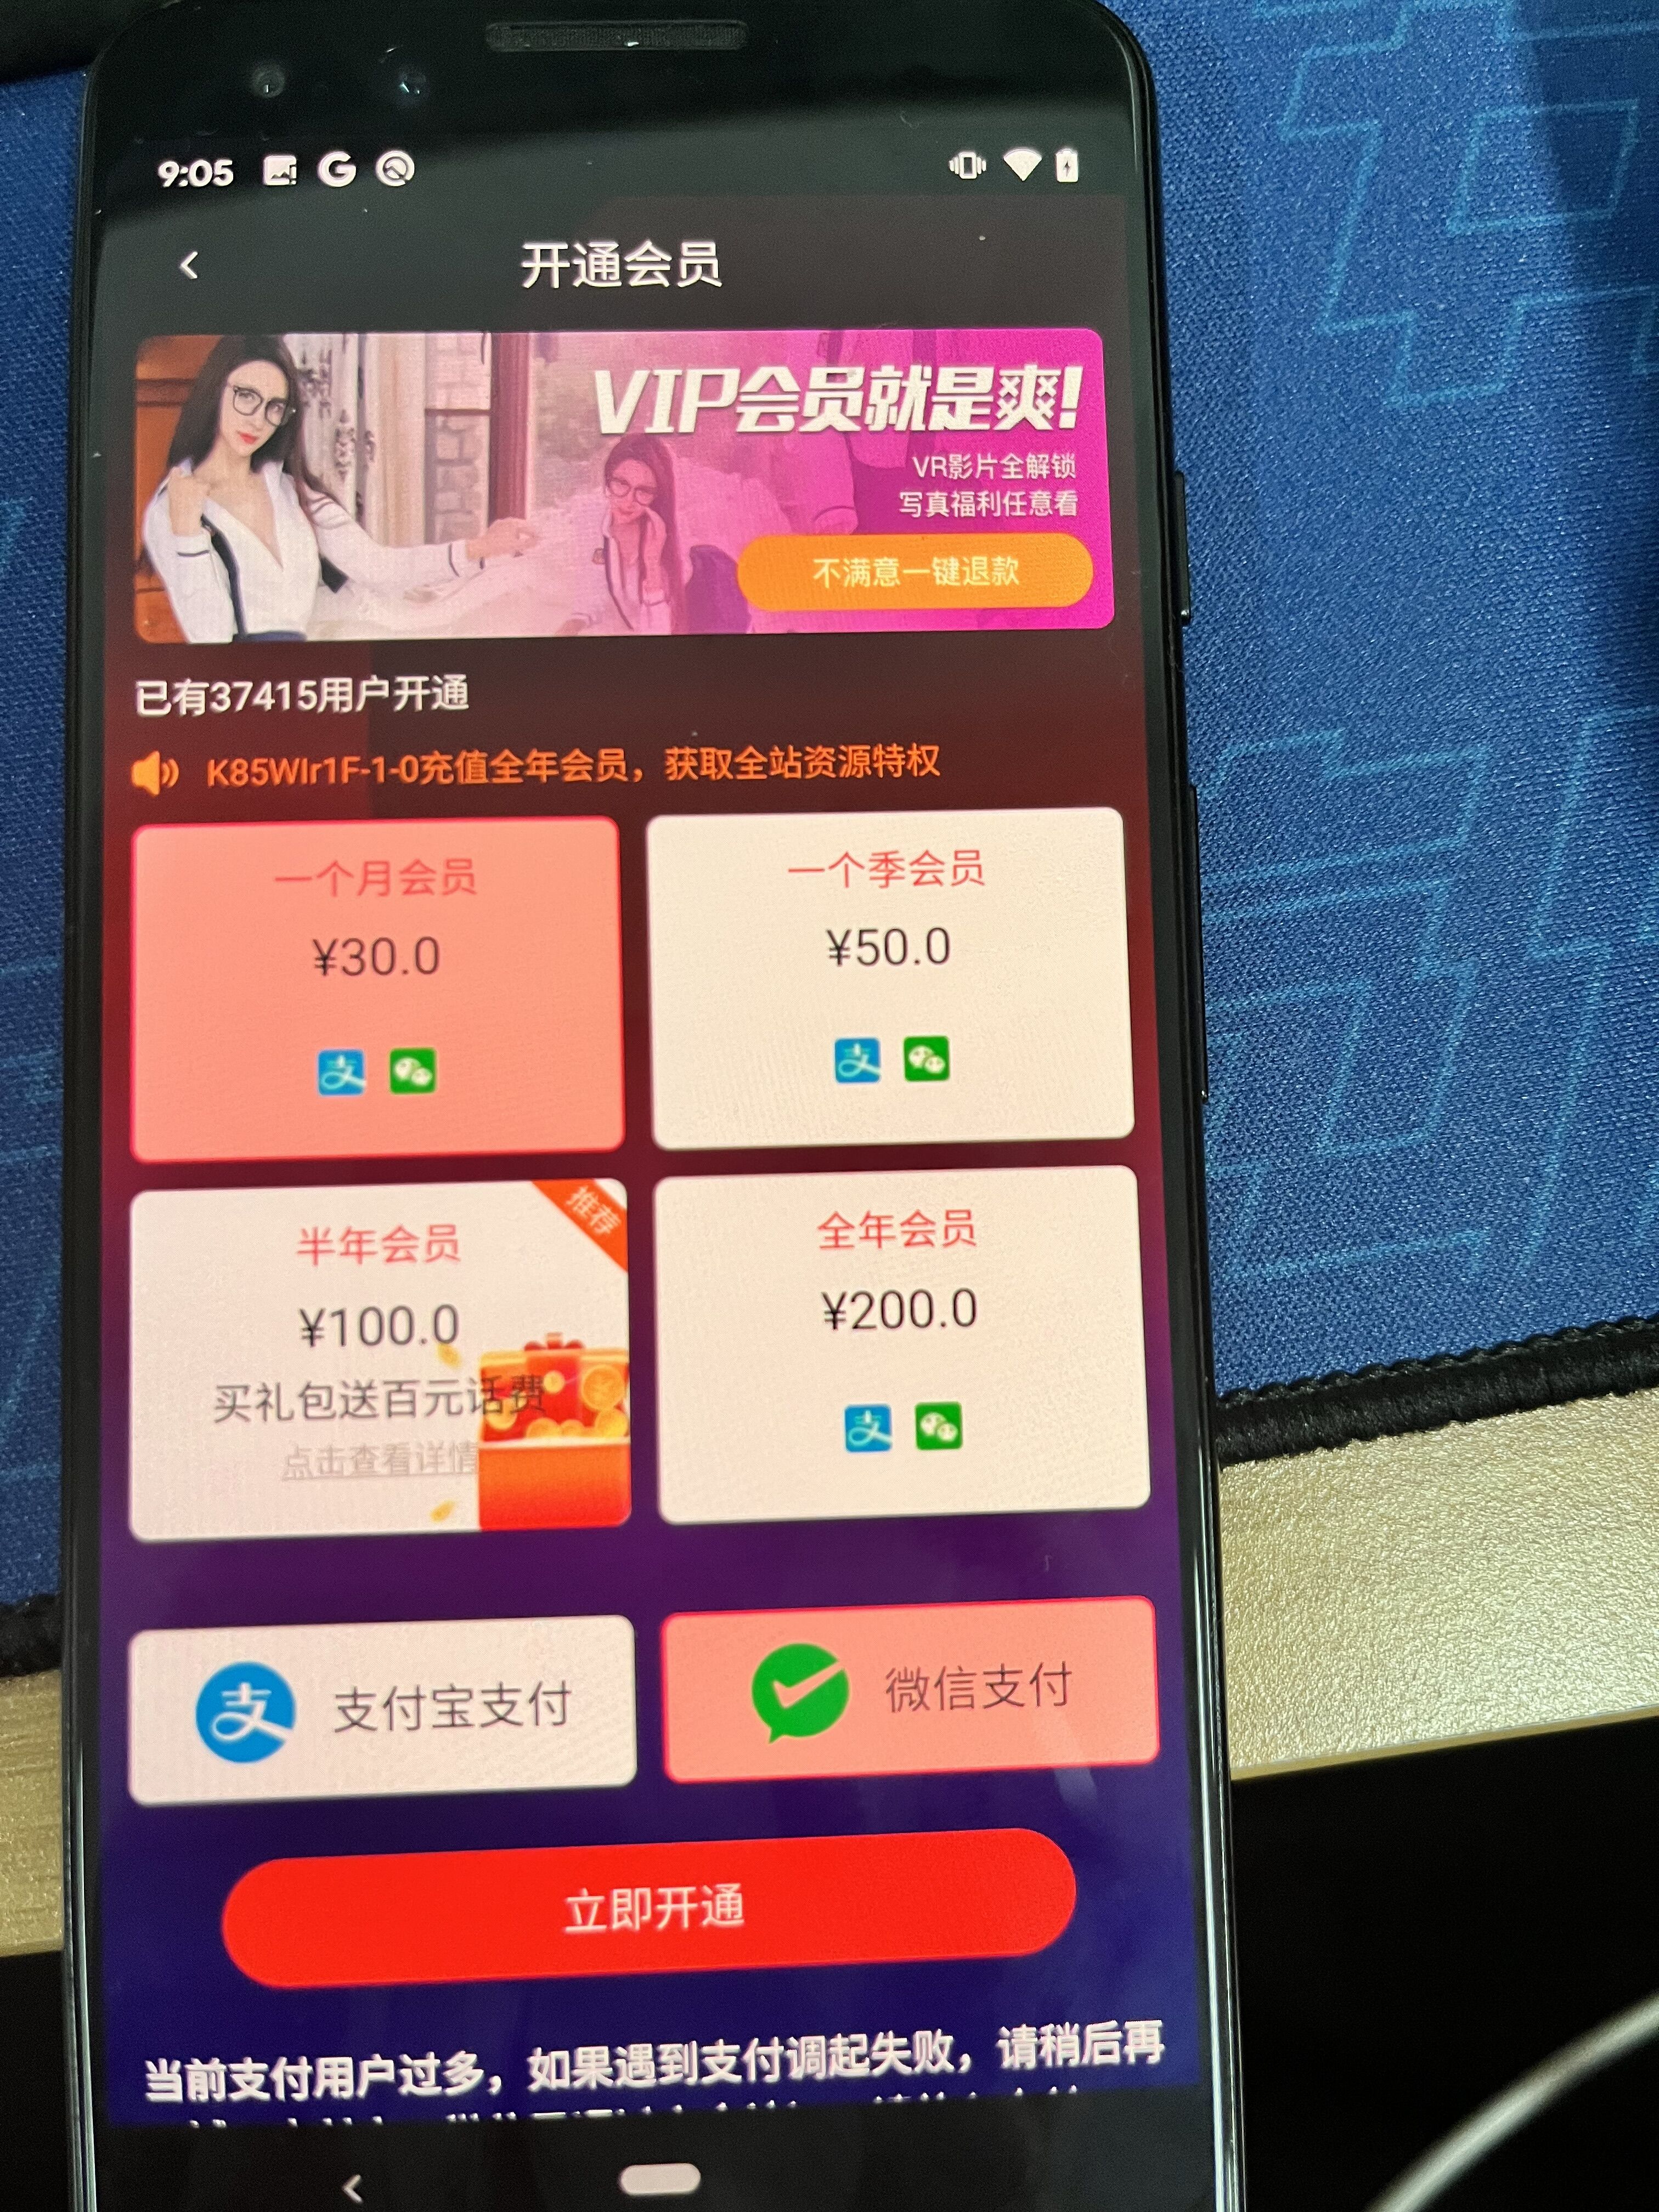 9:05
开通会员
VIP会员就是爽!
VR影片全解锁
写真福利任意看
不满意一键退款
已有37415用户开通
K85WIr1F-1-0充值全年会员，获取全站资源特权
一个月会员
¥30.0
支
一个季会员
¥50.0
支
推荐
半年会员
¥100.0
买礼包送百元话费
点击查看详情
全年会员
¥200.0
支
支 支付宝支付
微信支付
立即开通
当前支付用户过多，如果遇到支付调起失败，请稍后再